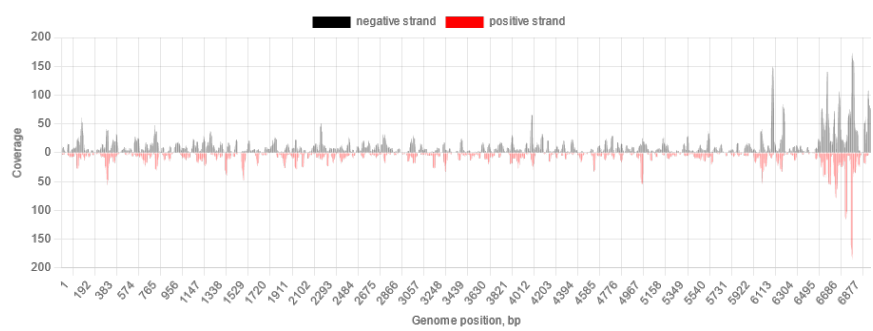 negative strand positive strand
200
150
100
50
0
50
100
150
200
Coverage
1 192 383 574 765 956 1147 1338 1529 1720 1911 2102 2293 2484 2675 2866 3057 3248 3439 3630 3821 4012 4203 4394 4585 4776 4967 5158 5349 5540 5731 5922 6113 6304 6495 6686 6877
Genome position, bp